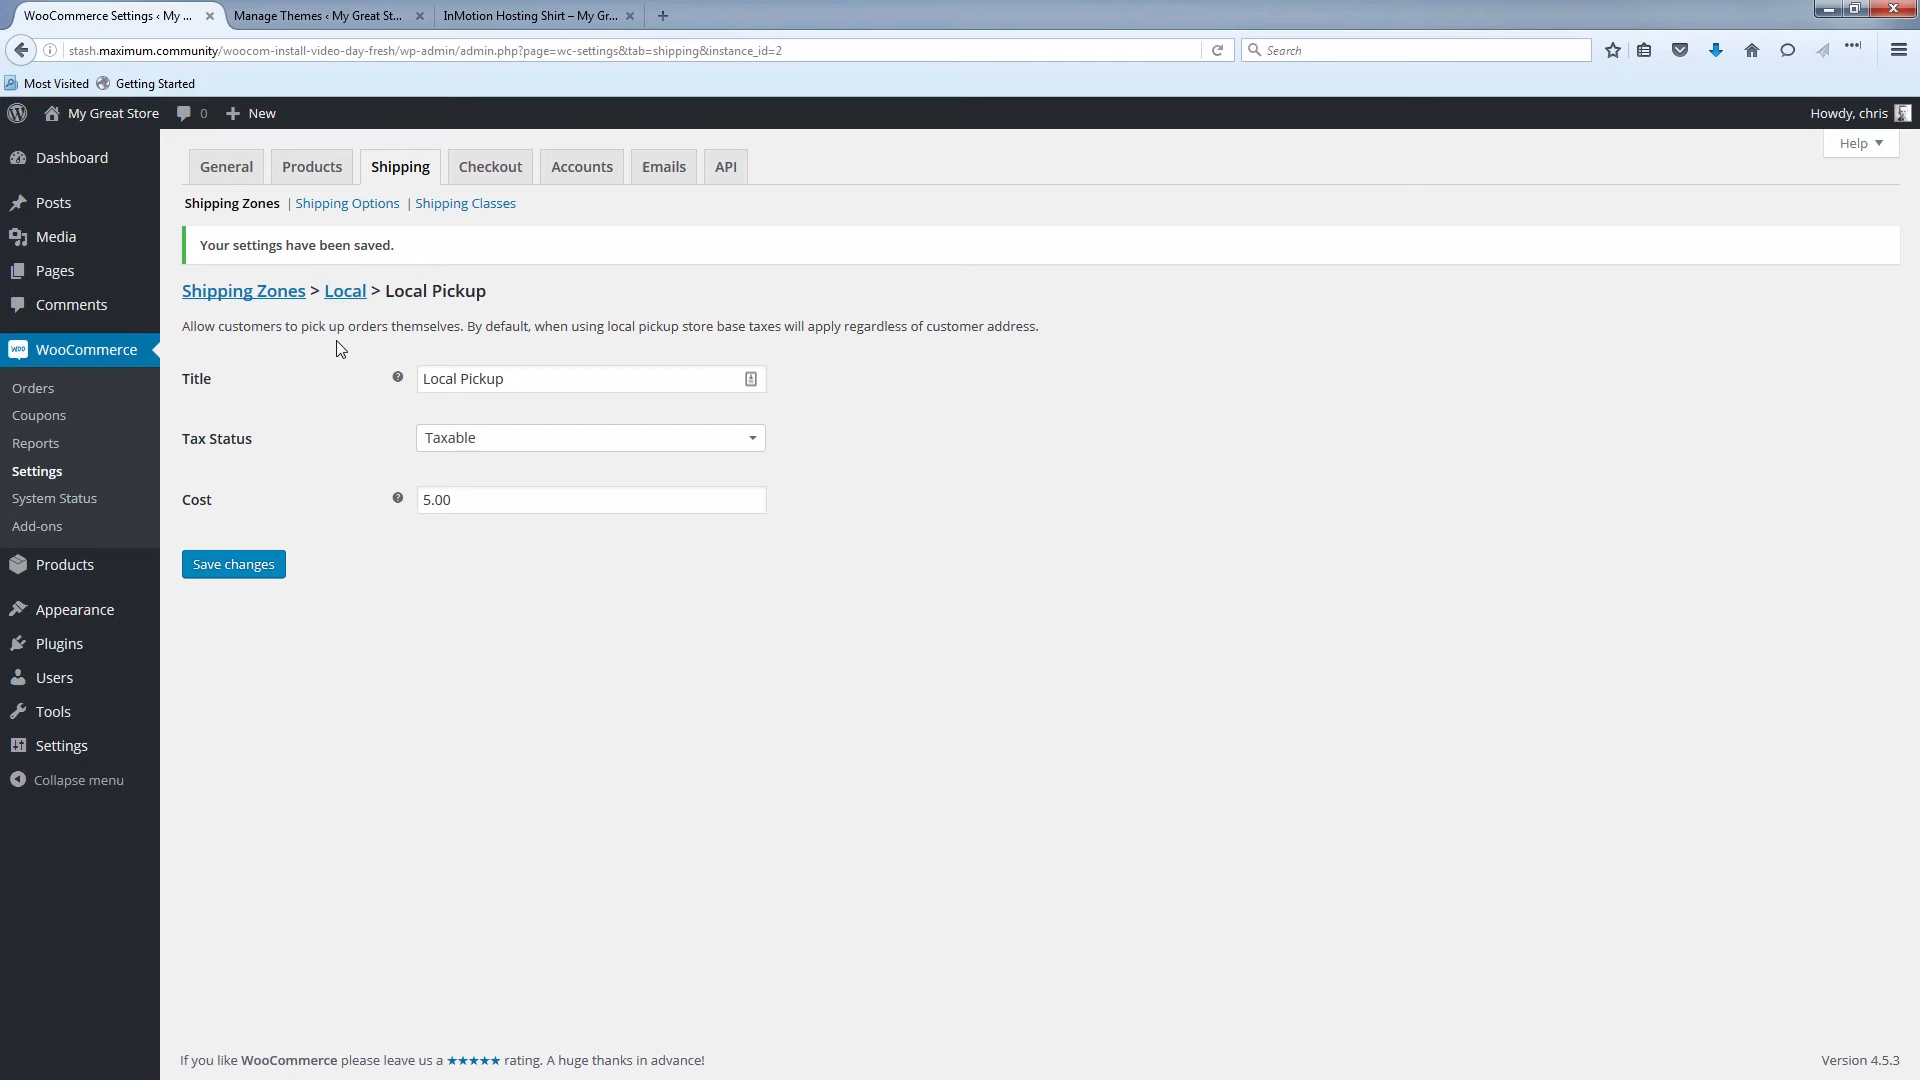 WooCommerce Settings ‹ My ...
Manage Themes ‹ My Great St...
InMotion Hosting Shirt – My Gr...
stash.maximum.community/woocom-install-video-day-fresh/wp-admin/admin.php?page=wc-settings&tab=shipping&instance_id=2
Search
Most Visited
Getting Started
My Great Store
0
New
Howdy, chris
Help
Dashboard
Posts
Media
Pages
Comments
WooCommerce
Orders
Coupons
Reports
Settings
System Status
Add-ons
Products
Appearance
Plugins
Users
Tools
Settings
Collapse menu
General
Products
Shipping
Checkout
Accounts
Emails
API
Shipping Zones | Shipping Options | Shipping Classes
Your settings have been saved.
Shipping Zones > Local > Local Pickup
Allow customers to pick up orders themselves. By default, when using local pickup store base taxes will apply regardless of customer address.
Title
Local Pickup
Tax Status
Taxable
Cost
5.00
Save changes
If you like WooCommerce please leave us a ★★★★★ rating. A huge thanks in advance!
Version 4.5.3